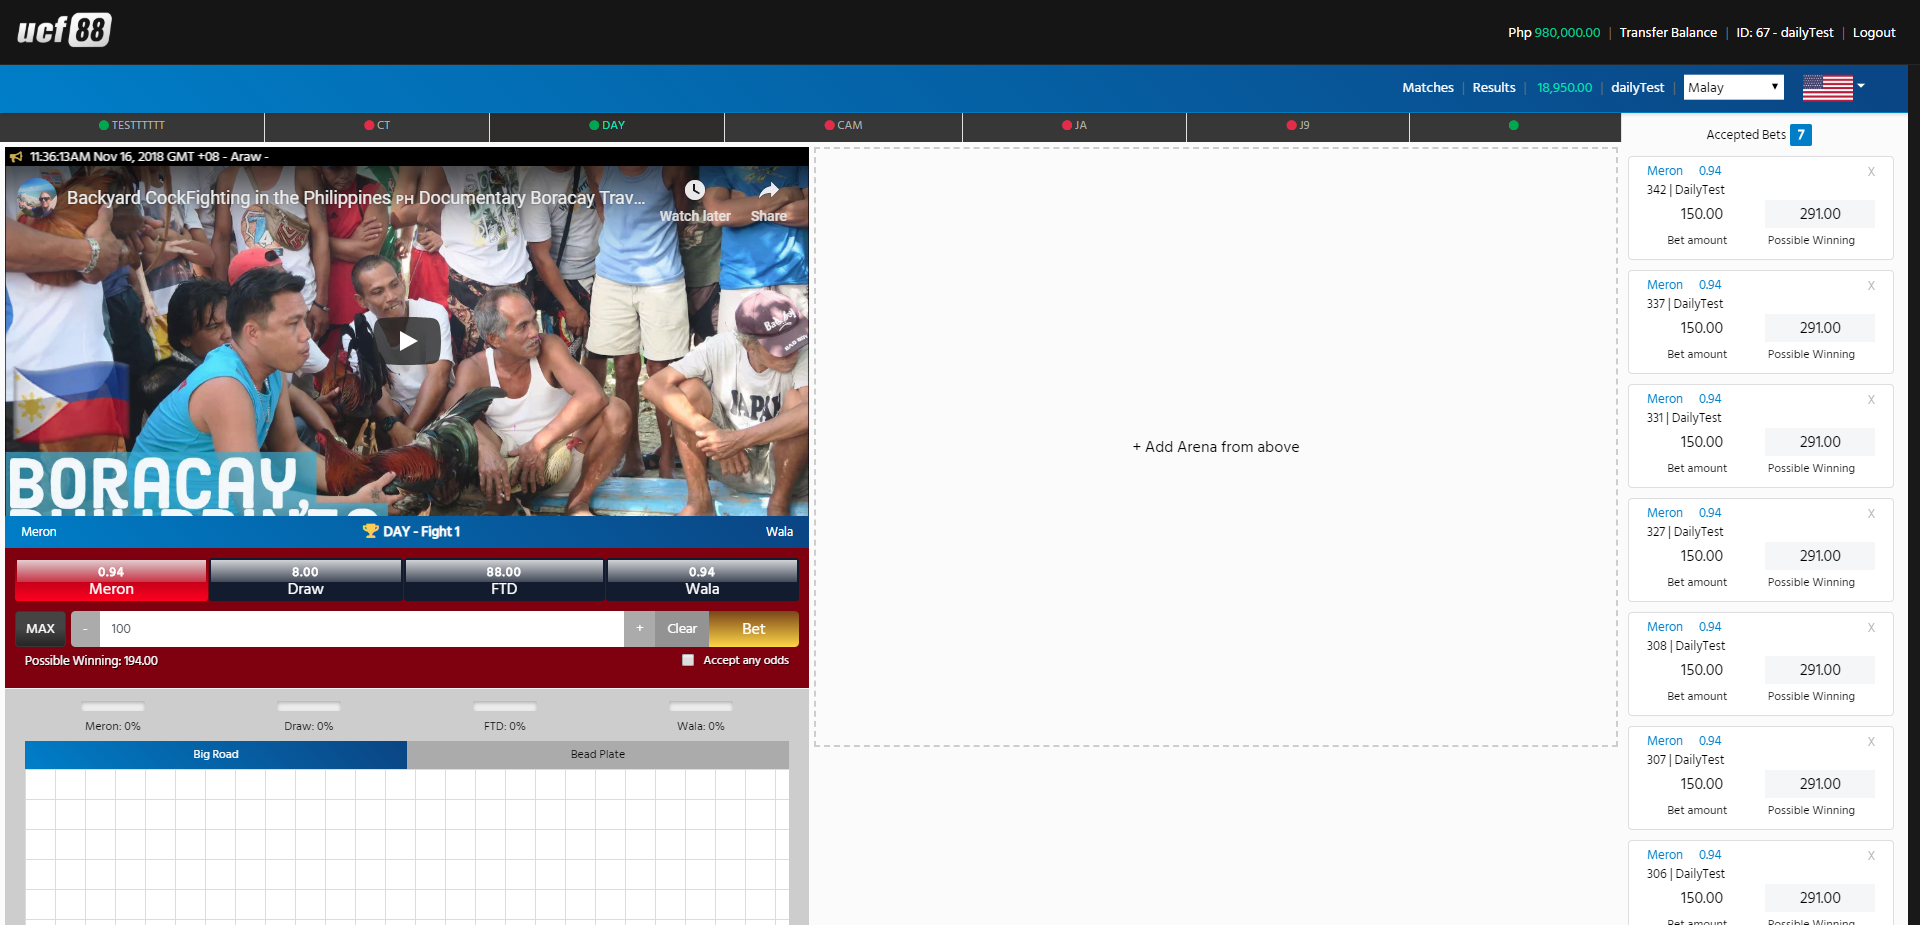 ucf 88
Php 980,000.00 | Transfer Balance | ID: 67 - dailyTest | Logout
Matches | Results | 18,950.00 | dailyTest | Malay
TESTTTTTT
CT
DAY
CAM
JA
J9
Accepted Bets 7
11:36:13AM Nov 16, 2018 GMT +08 - Araw -
Backyard CockFighting in the Philippines PH Documentary Boracay Trav...
Watch later
Share
JAPAN
BORACAY,
Meron
DAY - Fight 1
Wala
0.94
Meron
8.00
Draw
88.00
FTD
0.94
Wala
MAX
-
100
+
Clear
Bet
Possible Winning: 194.00
Accept any odds
Meron: 0%
Draw: 0%
FTD: 0%
Wala: 0%
Big Road
Bead Plate
+ Add Arena from above
Meron 0.94 X
342 | DailyTest
150.00 291.00
Bet amount Possible Winning
Meron 0.94 X
337 | DailyTest
150.00 291.00
Bet amount Possible Winning
Meron 0.94 X
331 | DailyTest
150.00 291.00
Bet amount Possible Winning
Meron 0.94 X
327 | DailyTest
150.00 291.00
Bet amount Possible Winning
Meron 0.94 X
308 | DailyTest
150.00 291.00
Bet amount Possible Winning
Meron 0.94 X
307 | DailyTest
150.00 291.00
Bet amount Possible Winning
Meron 0.94 X
306 | DailyTest
150.00 291.00
Bet amount Possible Winning